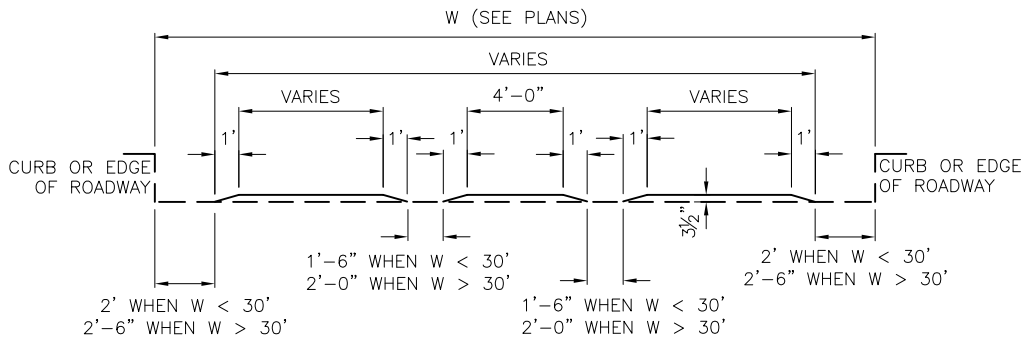 W (SEE PLANS)
VARIES
VARIES
4'-0"
VARIES
1'
1'
1'
1'
1'
1'
CURB OR EDGE
OF ROADWAY
CURB OR EDGE
OF ROADWAY
3½"
1'-6" WHEN W < 30'
2'-0" WHEN W > 30'
2' WHEN W < 30'
2'-6" WHEN W > 30'
2' WHEN W < 30'
2'-6" WHEN W > 30'
1'-6" WHEN W < 30'
2'-0" WHEN W > 30'